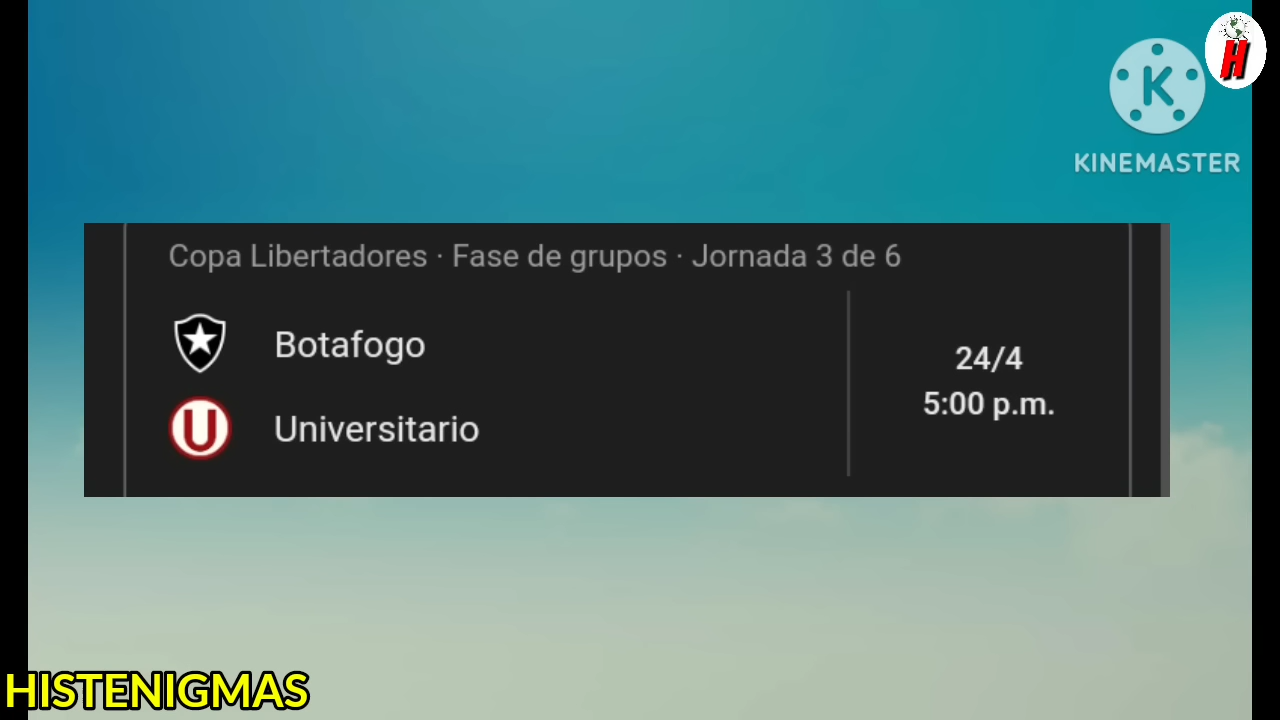 H
K
KINEMASTER
Copa Libertadores · Fase de grupos · Jornada 3 de 6
Botafogo
24/4
5:00 p.m.
U
Universitario
HISTENIGMAS